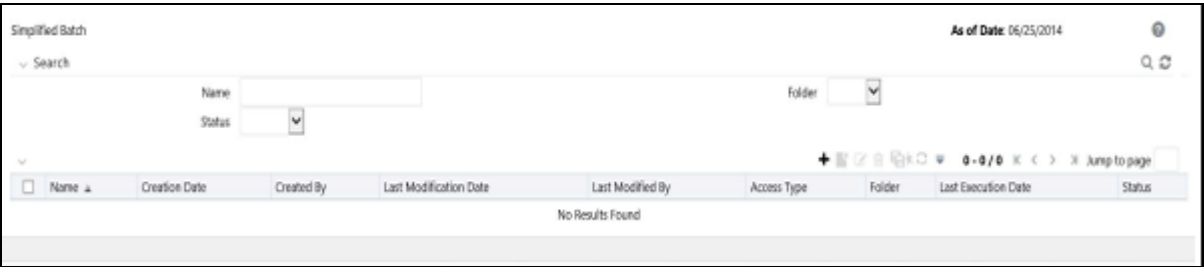 Simplified Batch As of Date: 06/25/2014
Search
Name Folder
Status
0-0/0 Jump to page
Name Creation Date Created By Last Modification Date Last Modified By Access Type Folder Last Execution Date Status
No Results Found